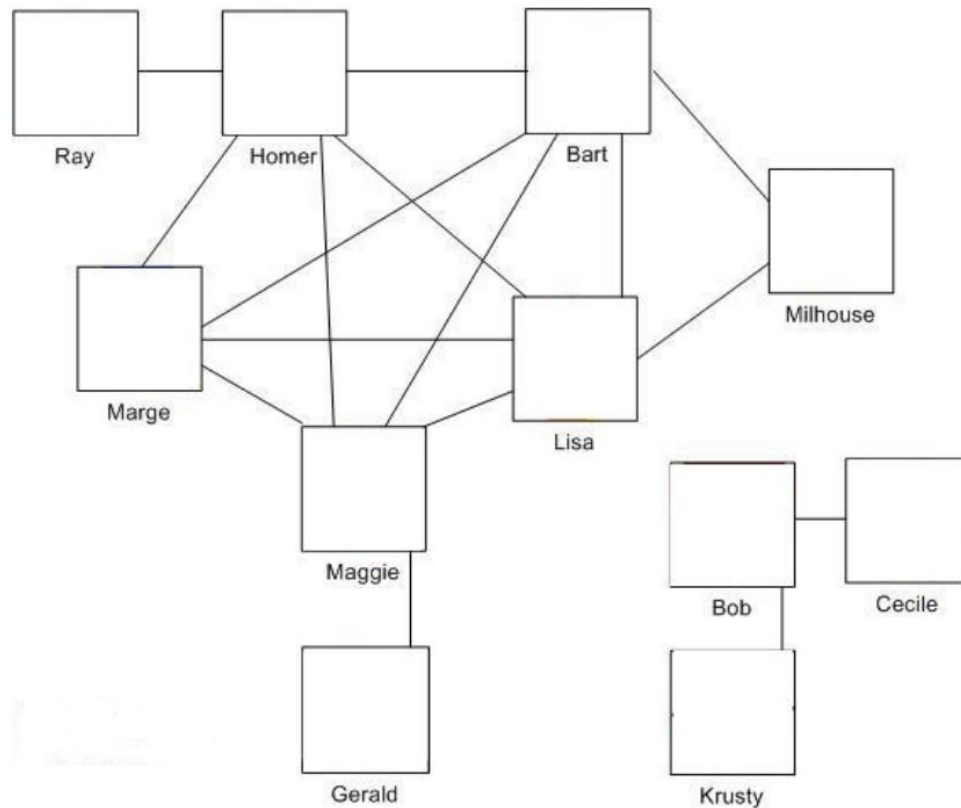 Ray
Homer
Bart
Milhouse
Marge
Lisa
Maggie
Bob
Cecile
Gerald
Krusty